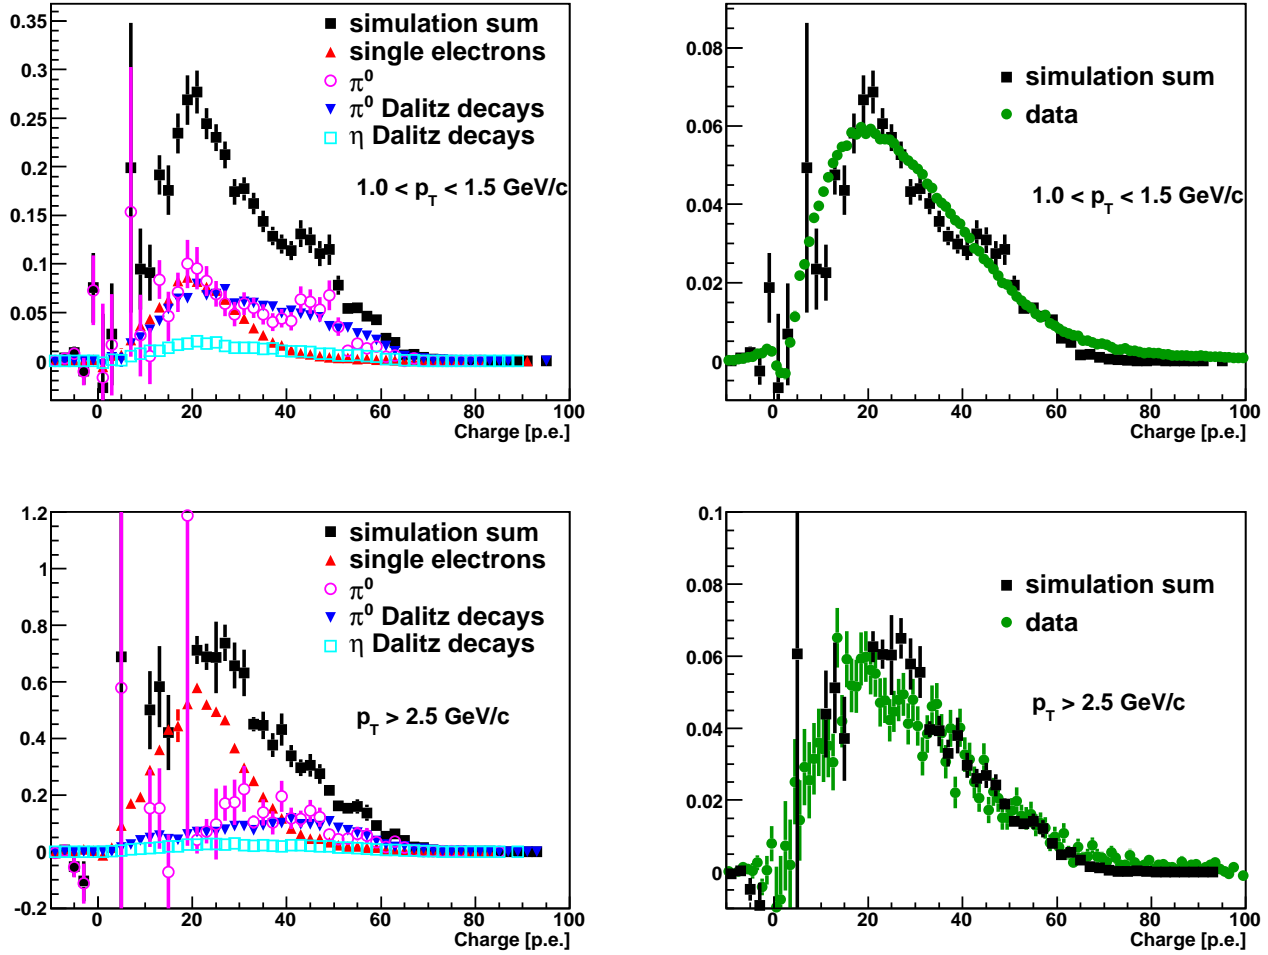 0.35
0.3
0.25
0.2
0.15
0.1
0.05
0
0 20 40 60 80 100
Charge [p.e.]
simulation sum
single electrons
π⁰
π⁰ Dalitz decays
η Dalitz decays
1.0 < p_T < 1.5 GeV/c
0.08
0.06
0.04
0.02
0
0 20 40 60 80 100
Charge [p.e.]
simulation sum
data
1.0 < p_T < 1.5 GeV/c
1.2
1
0.8
0.6
0.4
0.2
0
-0.2
0 20 40 60 80 100
Charge [p.e.]
simulation sum
single electrons
π⁰
π⁰ Dalitz decays
η Dalitz decays
p_T > 2.5 GeV/c
0.1
0.08
0.06
0.04
0.02
0
0 20 40 60 80 100
Charge [p.e.]
simulation sum
data
p_T > 2.5 GeV/c